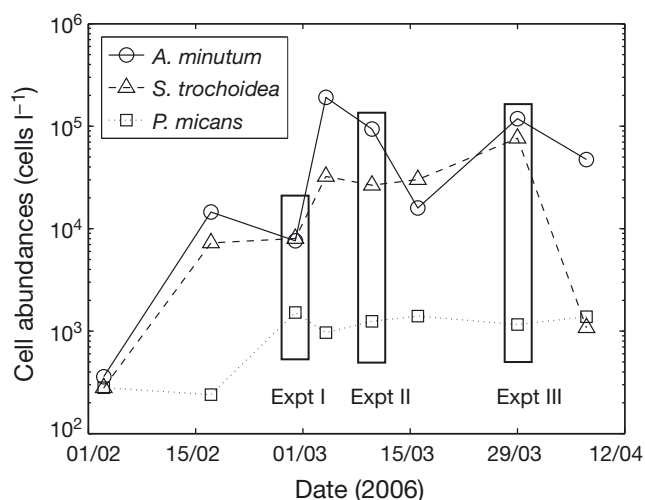 10⁶
A. minutum
S. trochoidea
P. micans
10⁵
10⁴
10³
10²
Cell abundances (cells l⁻¹)
Expt I
Expt II
Expt III
01/02
15/02
01/03
15/03
29/03
12/04
Date (2006)